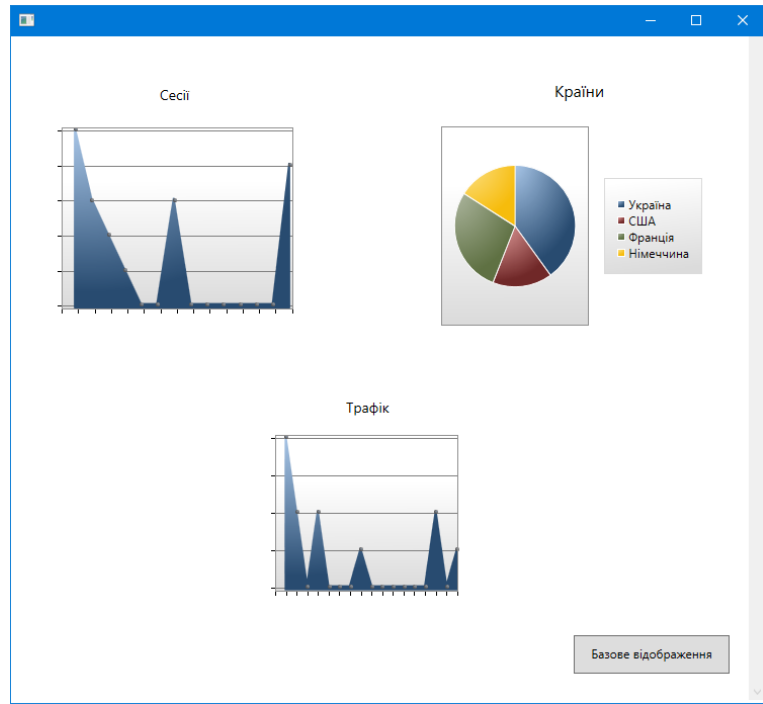 Сесії
Країни
Україна
США
Франція
Німеччина
Трафік
Базове відображення